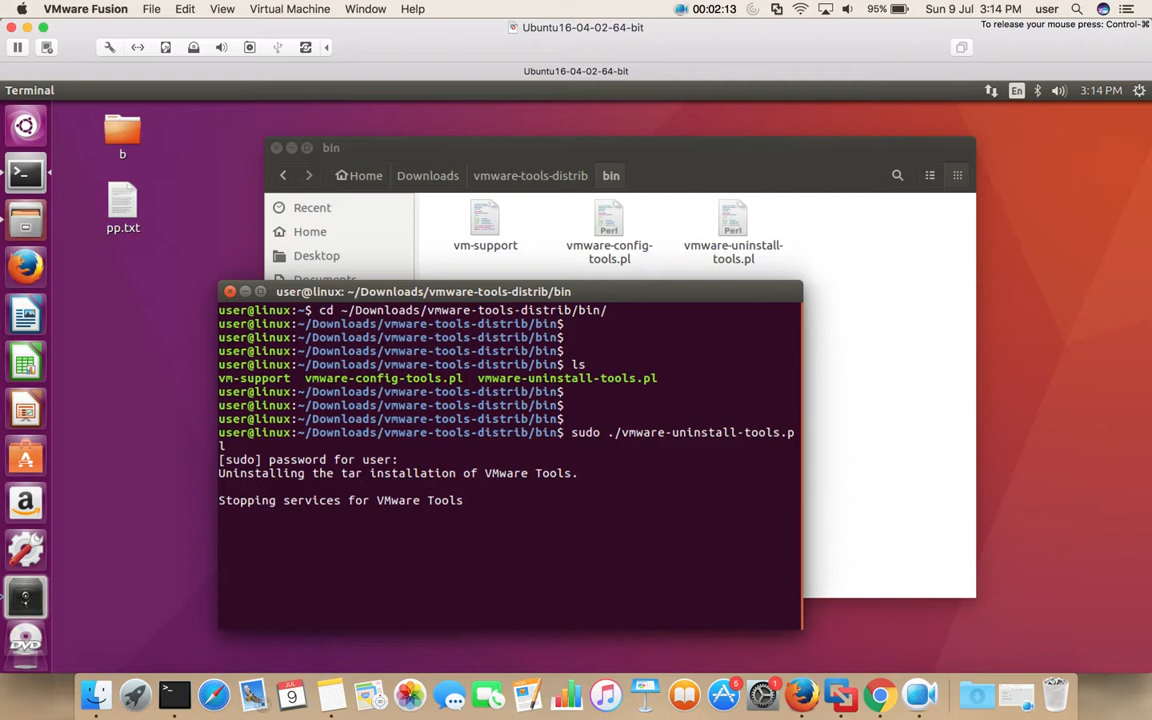 VMware Fusion File Edit View Virtual Machine Window Help 00:02:13 95% Sun 9 Jul 3:14 PM user
To release your mouse press: Control-⌘
Ubuntu16-04-02-64-bit
Ubuntu16-04-02-64-bit
Terminal En 3:14 PM
b
pp.txt
bin
Home Downloads vmware-tools-distrib bin
Recent
Home
Desktop
Documents
vm-support
Perl
vmware-config-
tools.pl
Perl
vmware-uninstall-
tools.pl
user@linux: ~/Downloads/vmware-tools-distrib/bin
user@linux:~$ cd ~/Downloads/vmware-tools-distrib/bin/
user@linux:~/Downloads/vmware-tools-distrib/bin$
user@linux:~/Downloads/vmware-tools-distrib/bin$
user@linux:~/Downloads/vmware-tools-distrib/bin$
user@linux:~/Downloads/vmware-tools-distrib/bin$ ls
vm-support vmware-config-tools.pl vmware-uninstall-tools.pl
user@linux:~/Downloads/vmware-tools-distrib/bin$
user@linux:~/Downloads/vmware-tools-distrib/bin$
user@linux:~/Downloads/vmware-tools-distrib/bin$
user@linux:~/Downloads/vmware-tools-distrib/bin$ sudo ./vmware-uninstall-tools.p
l
[sudo] password for user:
Uninstalling the tar installation of VMware Tools.
Stopping services for VMware Tools
a
DVD
JUL
9
5
1